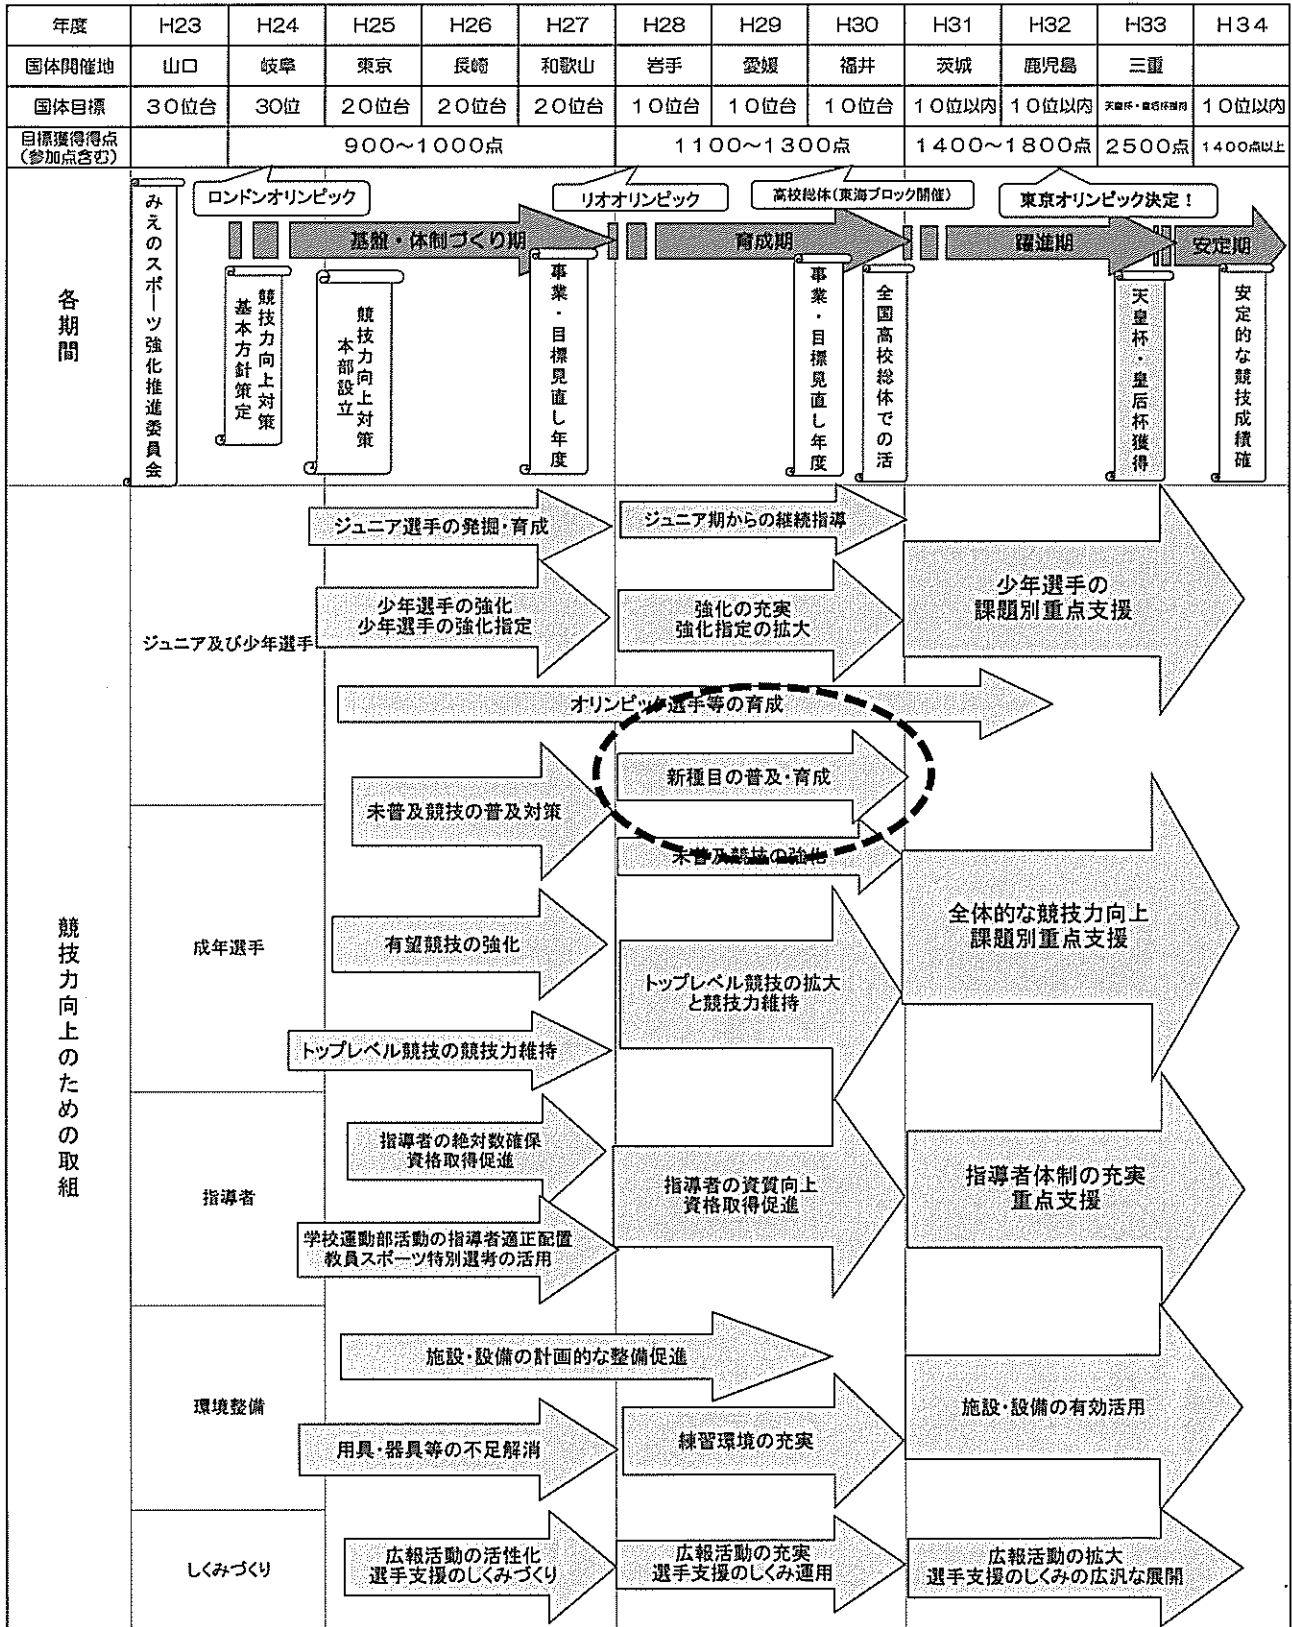 年度 H23 H24 H25 H26 H27 H28 H29 H30 H31 H32 H33 H34
国体開催地 山口 岐阜 東京 長崎 和歌山 岩手 愛媛 福井 茨城 鹿児島 三重
国体目標 30位台 30位 20位台 20位台 20位台 10位台 10位台 10位台 10位以内 10位以内 天皇杯・皇后杯獲得 10位以内
目標獲得得点
(参加点含む)
900〜1000点 1100〜1300点 1400〜1800点 2500点 1400点以上
各期間
ロンドンオリンピック
リオオリンピック
高校総体(東海ブロック開催)
東京オリンピック決定!
基盤・体制づくり期
育成期
躍進期
安定期
みえのスポーツ強化推進委員会
競技力向上対策
基本方針策定
競技力向上対策
本部設立
事業・目標見直し年度
事業・目標見直し年度
全国高校総体での活
天皇杯・皇后杯獲得
安定的な競技成績確
競技力向上のための取組
ジュニア及び少年選手
ジュニア選手の発掘・育成
ジュニア期からの継続指導
少年選手の強化
少年選手の強化指定
強化の充実
強化指定の拡大
少年選手の
課題別重点支援
オリンピック選手等の育成
新種目の普及・育成
未普及競技の普及対策
未普及競技の強化
成年選手
有望競技の強化
トップレベル競技の拡大
と競技力維持
全体的な競技力向上
課題別重点支援
トップレベル競技の競技力維持
指導者
指導者の絶対数確保
資格取得促進
学校運動部活動の指導者適正配置
教員スポーツ特別選考の活用
指導者の資質向上
資格取得促進
指導者体制の充実
重点支援
環境整備
施設・設備の計画的な整備促進
用具・器具等の不足解消
練習環境の充実
施設・設備の有効活用
しくみづくり
広報活動の活性化
選手支援のしくみづくり
広報活動の充実
選手支援のしくみ運用
広報活動の拡大
選手支援のしくみの広汎な展開